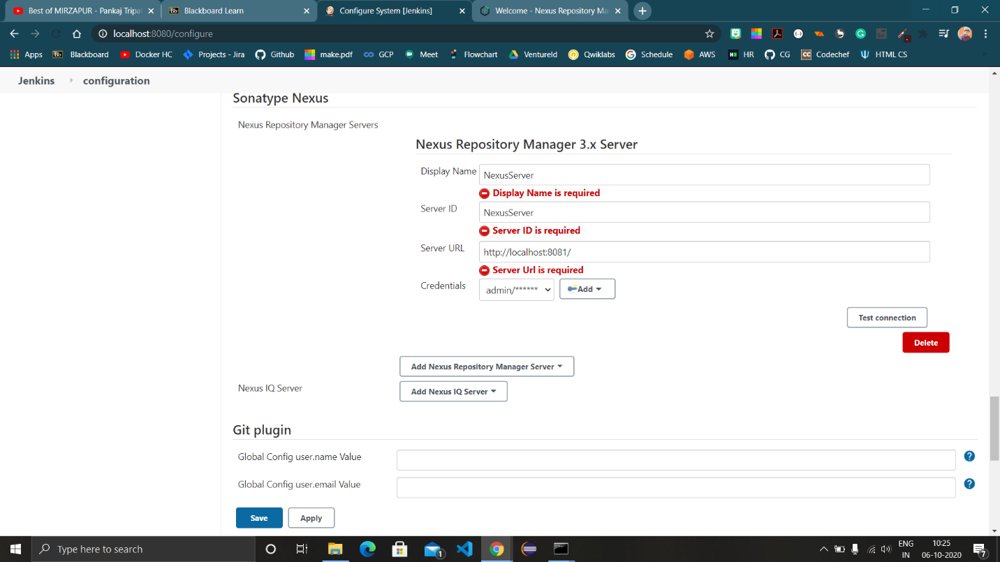 Best of MIRZAPUR - Pankaj Tripat
Blackboard Learn
Configure System [Jenkins]
Welcome - Nexus Repository Ma
localhost:8080/configure
Apps
Bb Blackboard
Docker HC
Projects - Jira
Github
make.pdf
GCP
Meet
Flowchart
Ventureld
Qwiklabs
Schedule
AWS
HR
CG
CC Codechef
HTML CS
Jenkins
configuration
Sonatype Nexus
Nexus Repository Manager Servers
Nexus Repository Manager 3.x Server
Display Name
NexusServer
Display Name is required
Server ID
NexusServer
Server ID is required
Server URL
http://localhost:8081/
Server Url is required
Credentials
admin/******
Add
Test connection
Delete
Add Nexus Repository Manager Server
Nexus IQ Server
Add Nexus IQ Server
Git plugin
Global Config user.name Value
?
Global Config user.email Value
?
Save
Apply
Type here to search
1
ENG
IN
10:25
06-10-2020
7